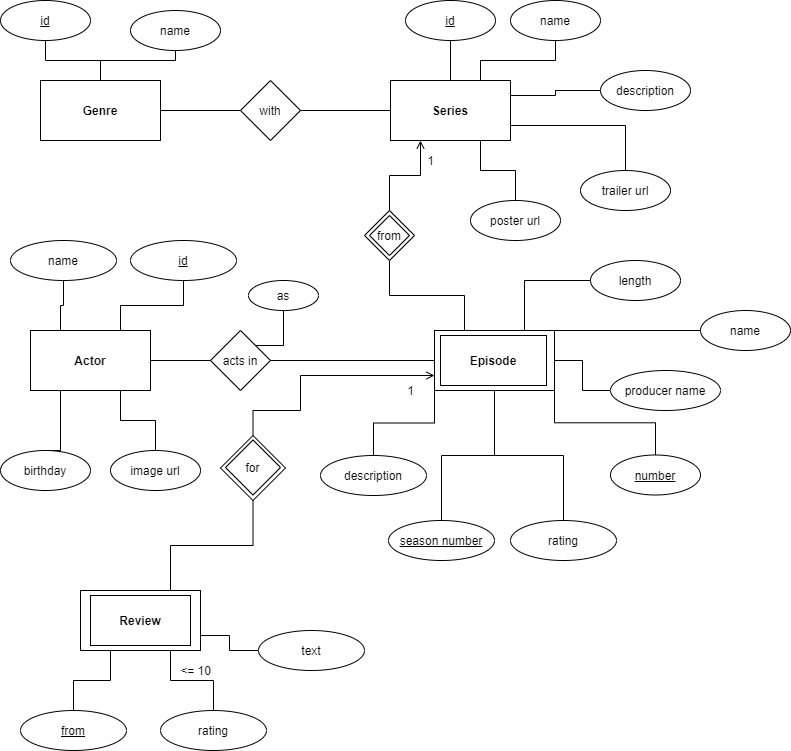 id
name
id
name
Genre
with
Series
description
1
trailer url
poster url
from
name
id
length
as
name
Actor
acts in
Episode
1
producer name
birthday
image url
for
description
number
season number
rating
Review
text
<= 10
from
rating